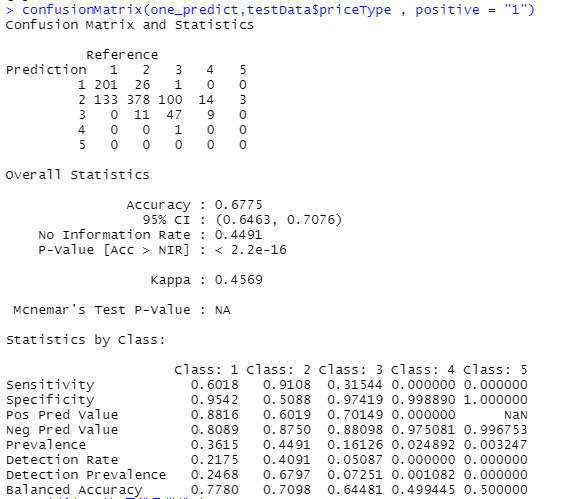 > confusionMatrix(one_predict,testData$priceType , positive = "1")
Confusion Matrix and Statistics
Reference
Prediction 1 2 3 4 5
1 201 26 1 0 0
2 133 378 100 14 3
3 0 11 47 9 0
4 0 0 1 0 0
5 0 0 0 0 0
Overall Statistics
Accuracy : 0.6775
95% CI : (0.6463, 0.7076)
No Information Rate : 0.4491
P-Value [Acc > NIR] : < 2.2e-16
Kappa : 0.4569
Mcnemar's Test P-Value : NA
Statistics by Class:
Class: 1 Class: 2 Class: 3 Class: 4 Class: 5
Sensitivity 0.6018 0.9108 0.31544 0.000000 0.000000
Specificity 0.9542 0.5088 0.97419 0.998890 1.000000
Pos Pred Value 0.8816 0.6019 0.70149 0.000000 NaN
Neg Pred Value 0.8089 0.8750 0.88098 0.975081 0.996753
Prevalence 0.3615 0.4491 0.16126 0.024892 0.003247
Detection Rate 0.2175 0.4091 0.05087 0.000000 0.000000
Detection Prevalence 0.2468 0.6797 0.07251 0.001082 0.000000
Balanced Accuracy 0.7780 0.7098 0.64481 0.499445 0.500000